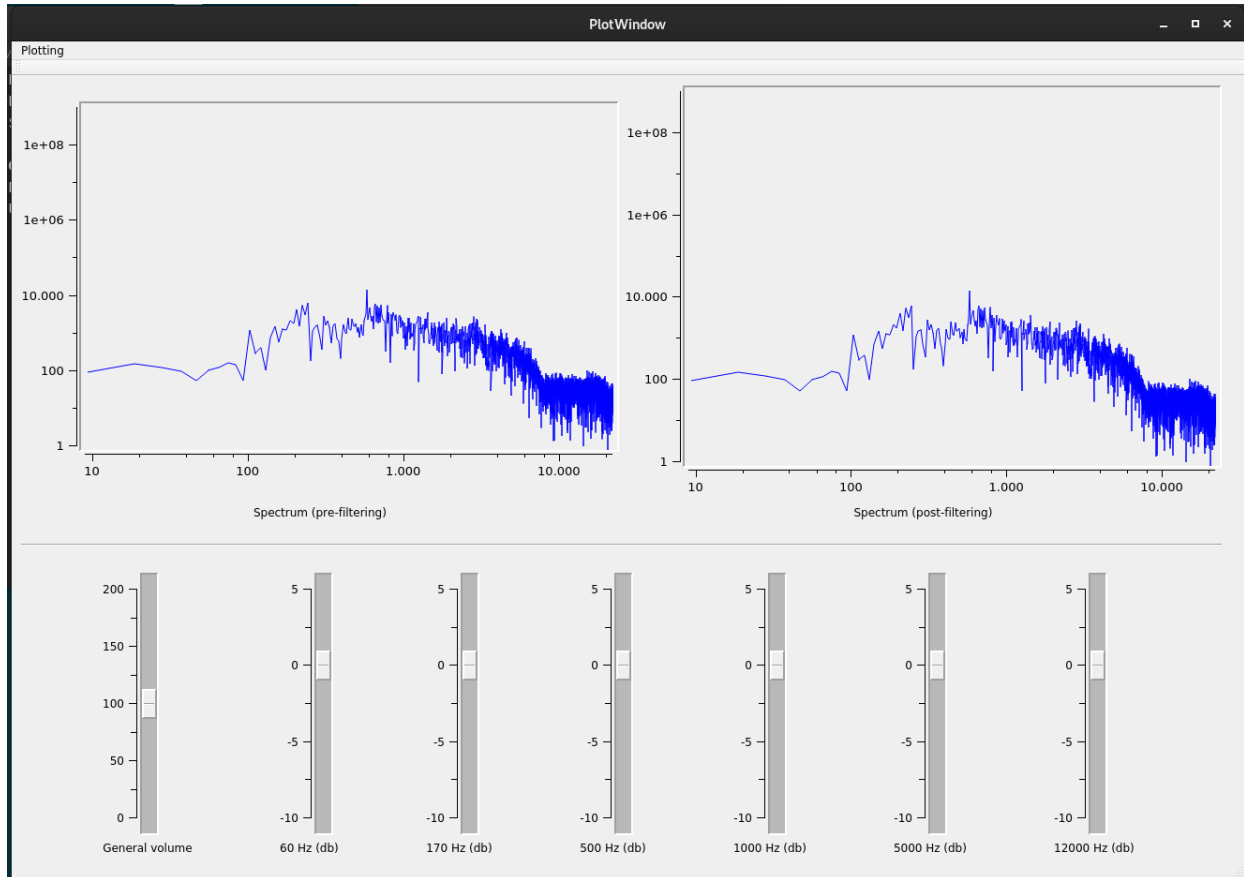 PlotWindow
Plotting
1e+08
1e+06
10.000
100
1
10 100 1.000 10.000
Spectrum (pre-filtering)
1e+08
1e+06
10.000
100
1
10 100 1.000 10.000
Spectrum (post-filtering)
200
150
100
50
0
General volume
5
0
-5
-10
60 Hz (db)
5
0
-5
-10
170 Hz (db)
5
0
-5
-10
500 Hz (db)
5
0
-5
-10
1000 Hz (db)
5
0
-5
-10
5000 Hz (db)
5
0
-5
-10
12000 Hz (db)